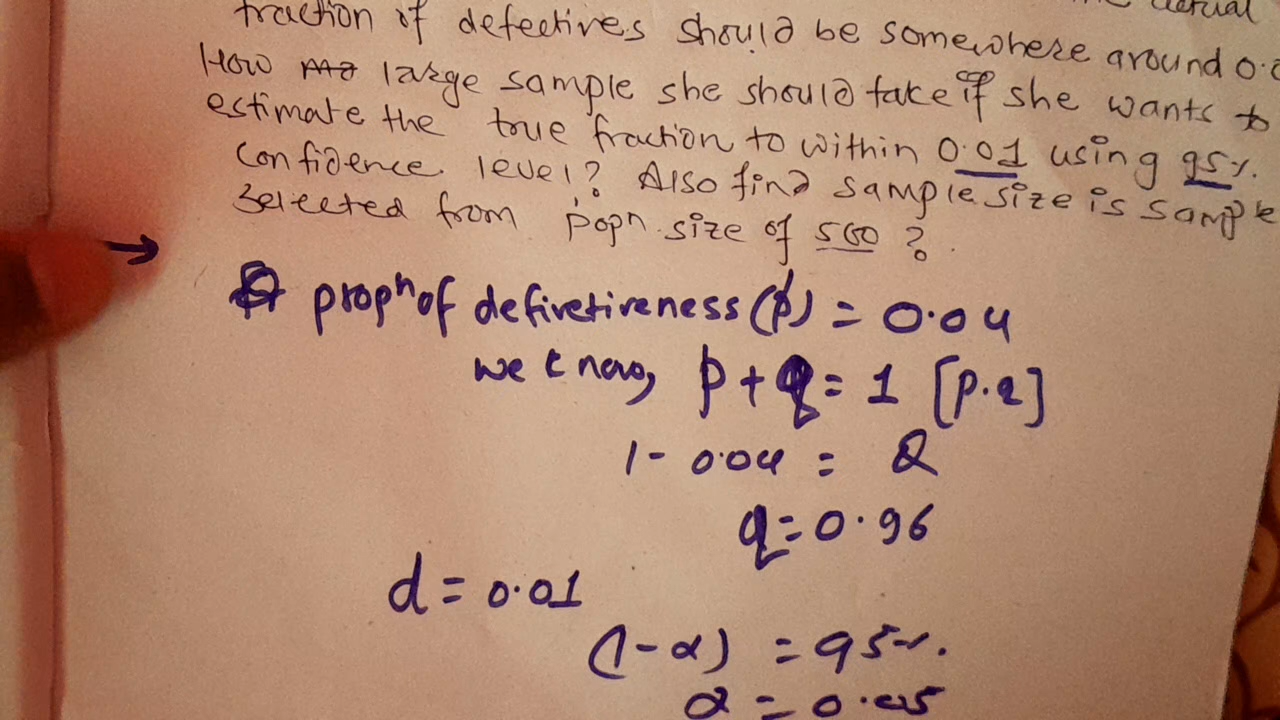 fraction of defectives should be somewhere around 0.0
How large sample she should take if she wants to
estimate the true fraction to within 0.01 using 95%
confidence level? Also find sample size is sample
selected from popn size of 500 ?
→ propn of defiretiveness (p) = 0.04
we know, p + q = 1 [p.q]
1 - 0.04 = Q
q = 0.96
d = 0.01
(1-α) = 95%.
α = 0.05